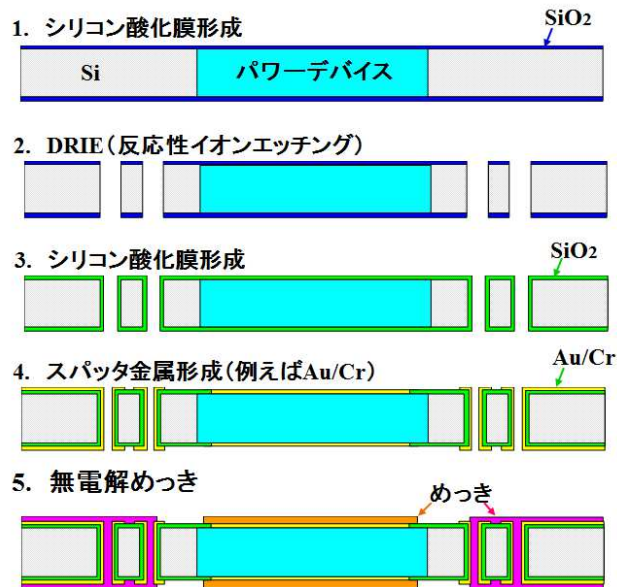 1. シリコン酸化膜形成
SiO2
Si
パワーデバイス
2. DRIE(反応性イオンエッチング)
3. シリコン酸化膜形成
SiO2
4. スパッタ金属形成(例えばAu/Cr)
Au/Cr
5. 無電解めっき
めっき